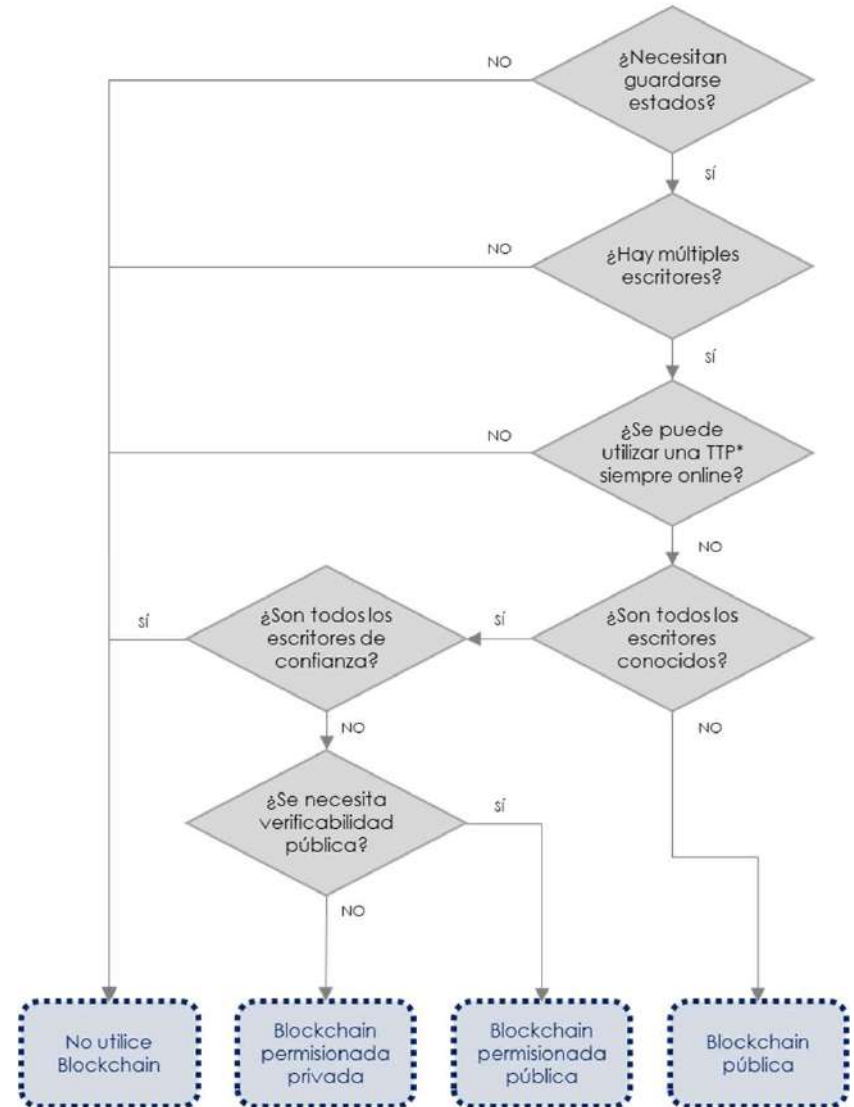 ¿Necesitan
guardarse
estados?
NO
sí
¿Hay múltiples
escritores?
NO
sí
¿Se puede
utilizar una TTP*
siempre online?
NO
NO
¿Son todos los
escritores
conocidos?
sí
NO
¿Son todos los
escritores de
confianza?
sí
NO
¿Se necesita
verificabilidad
pública?
sí
NO
No utilice
Blockchain
Blockchain
permisionada
privada
Blockchain
permisionada
pública
Blockchain
pública